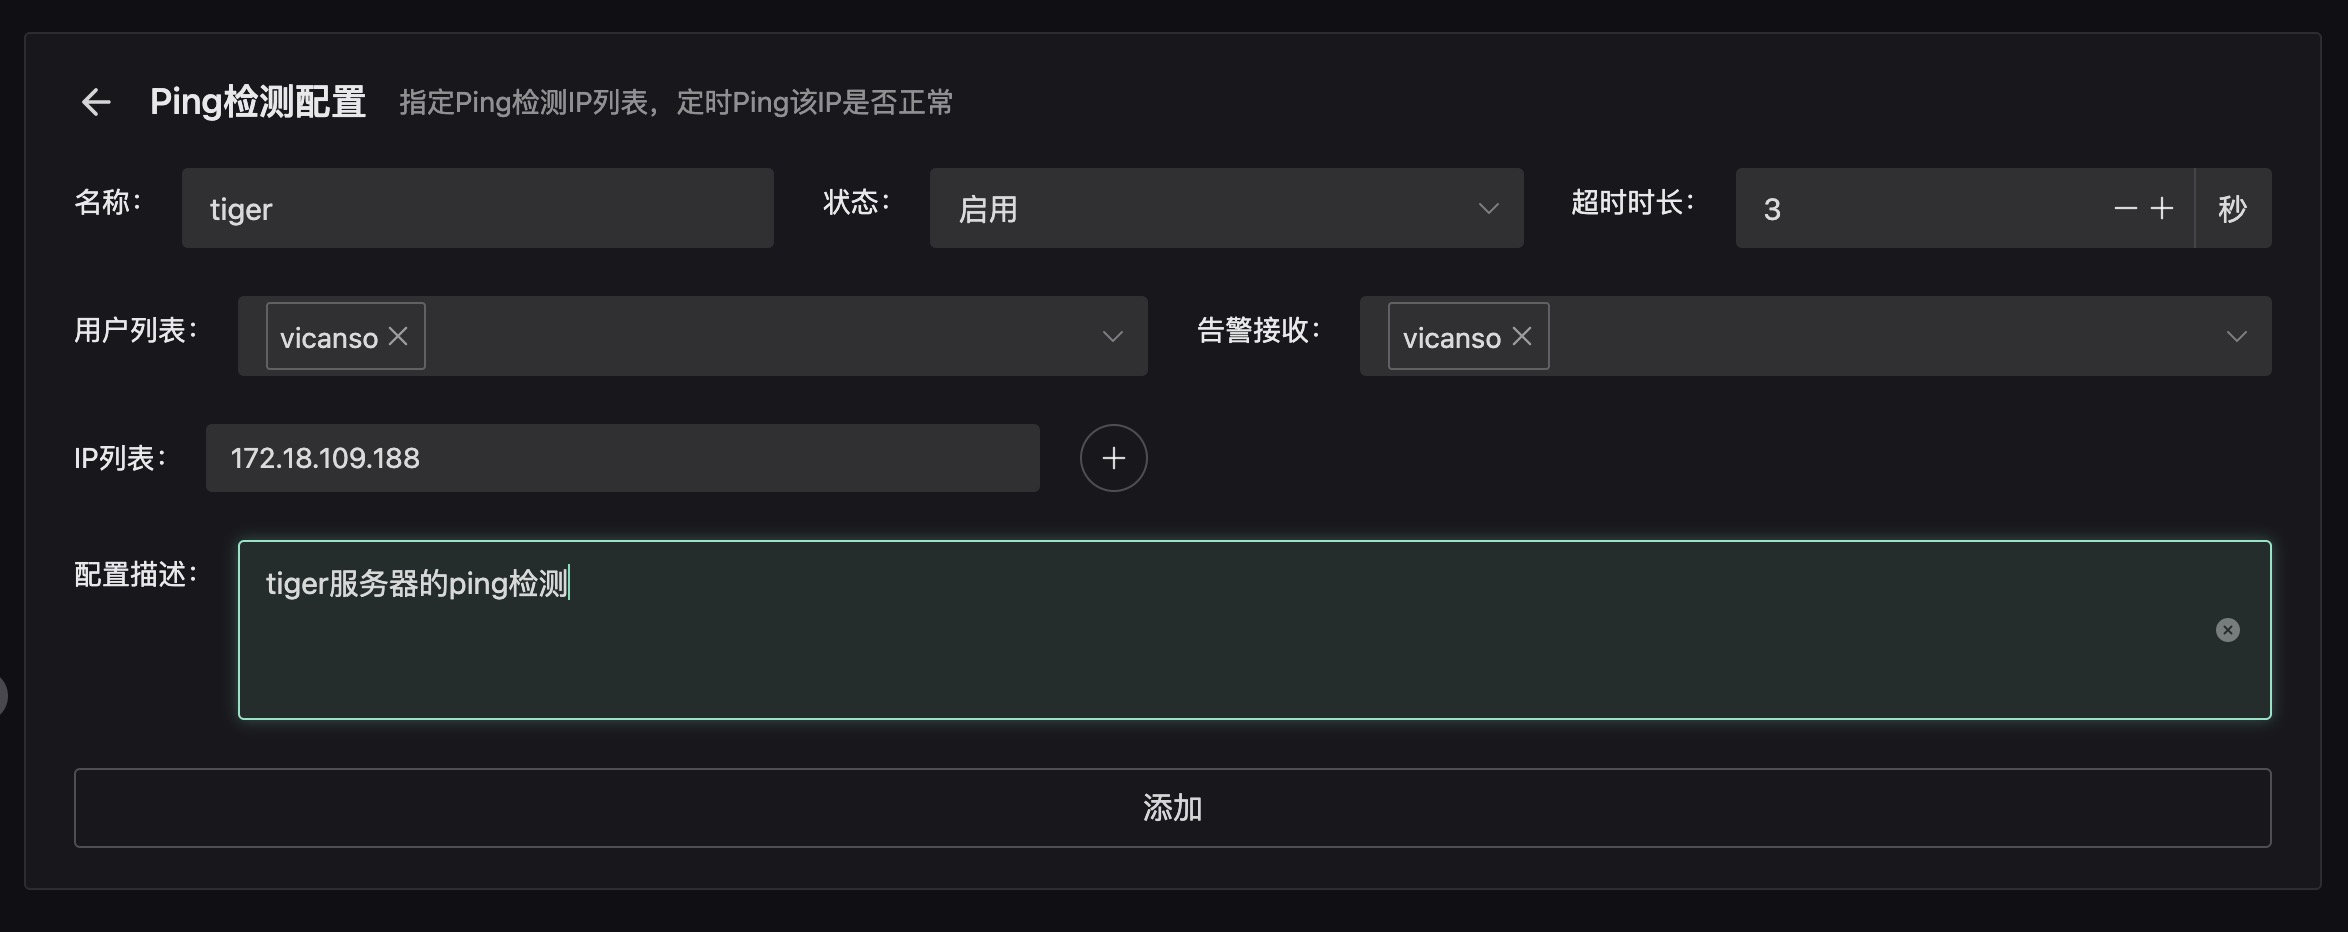 Ping检测配置 指定Ping检测IP列表，定时Ping该IP是否正常
名称： tiger 状态： 启用 超时时长： 3 秒
用户列表： vicanso 告警接收： vicanso
IP列表： 172.18.109.188
配置描述： tiger服务器的ping检测
添加